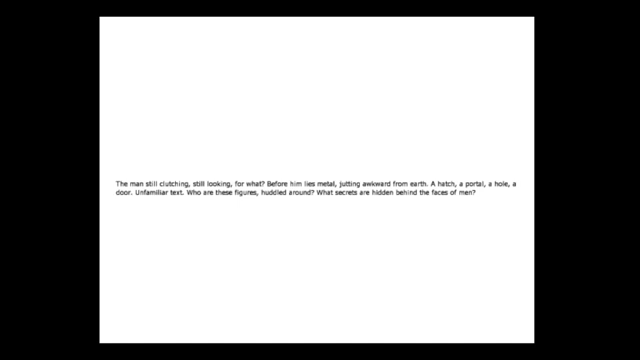 The man still clutching, still looking, for what? Before him lies metal, jutting awkward from earth. A hatch, a portal, a hole, a
door. Unfamiliar text. Who are these figures, huddled around? What secrets are hidden behind the faces of men?